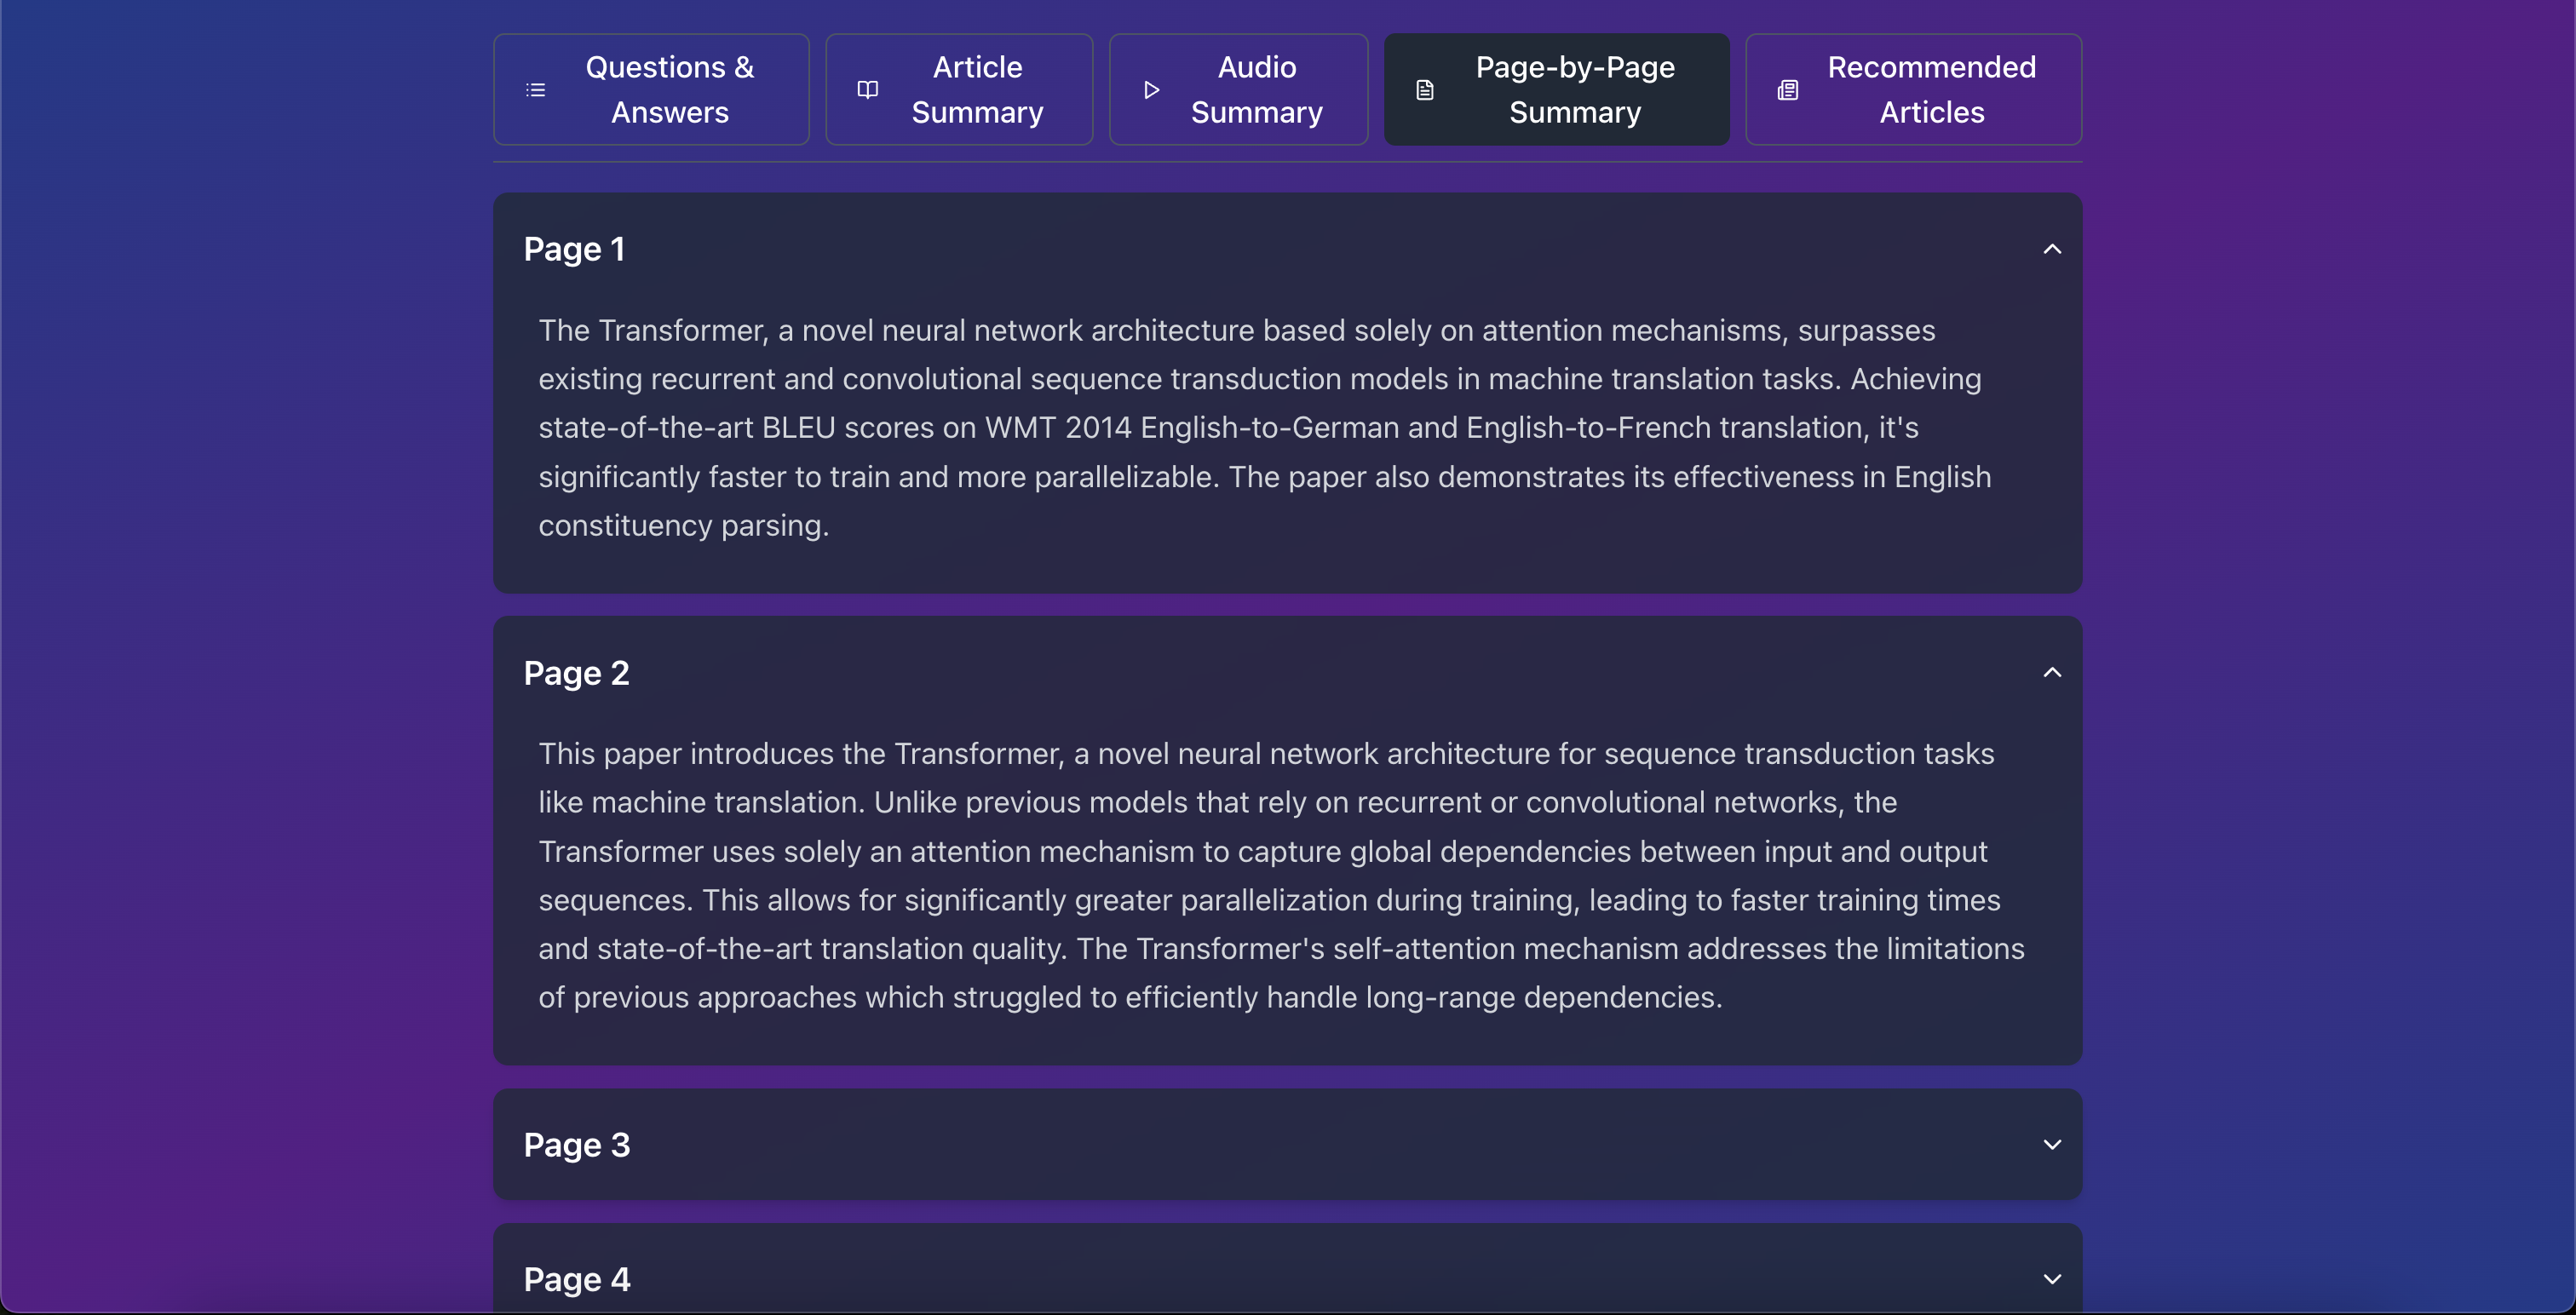 Questions &
Answers
Article
Summary
Audio
Summary
Page-by-Page
Summary
Recommended
Articles
Page 1
The Transformer, a novel neural network architecture based solely on attention mechanisms, surpasses
existing recurrent and convolutional sequence transduction models in machine translation tasks. Achieving
state-of-the-art BLEU scores on WMT 2014 English-to-German and English-to-French translation, it's
significantly faster to train and more parallelizable. The paper also demonstrates its effectiveness in English
constituency parsing.
Page 2
This paper introduces the Transformer, a novel neural network architecture for sequence transduction tasks
like machine translation. Unlike previous models that rely on recurrent or convolutional networks, the
Transformer uses solely an attention mechanism to capture global dependencies between input and output
sequences. This allows for significantly greater parallelization during training, leading to faster training times
and state-of-the-art translation quality. The Transformer's self-attention mechanism addresses the limitations
of previous approaches which struggled to efficiently handle long-range dependencies.
Page 3
Page 4